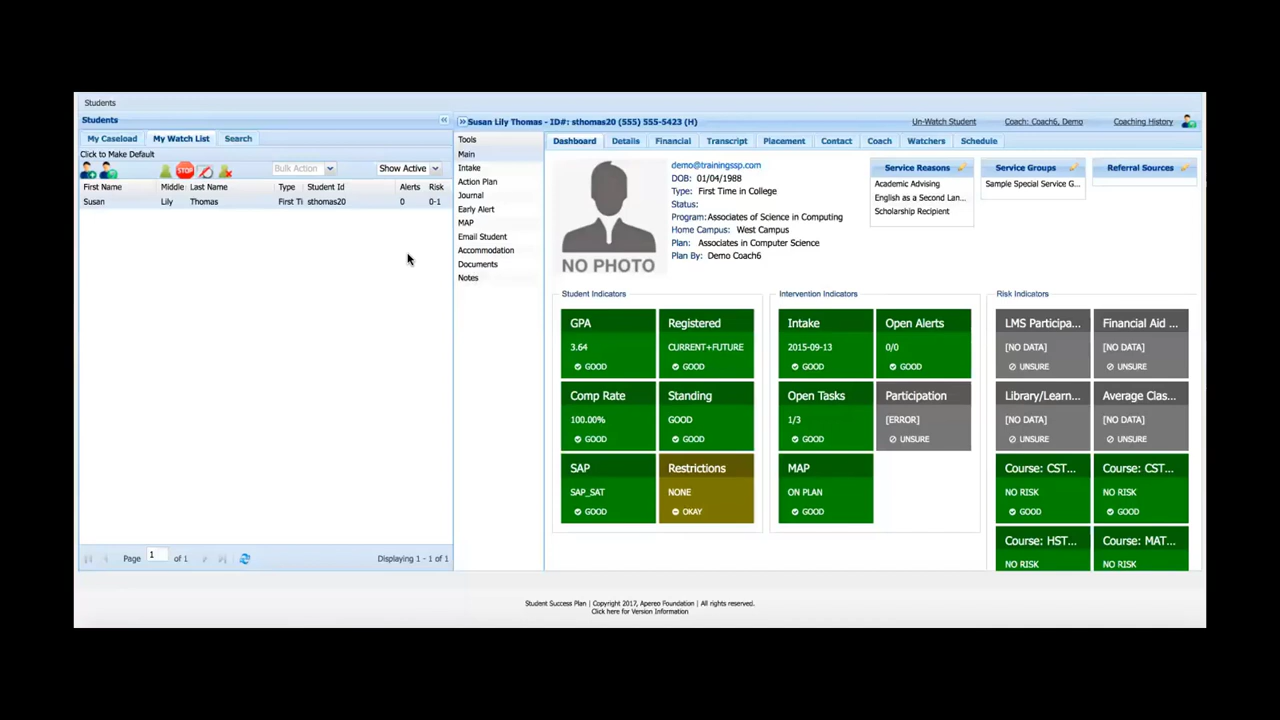 Students
Students
Susan Lily Thomas - ID#: sthomas20 (555) 555-5423 (H)
Un-Watch Student
Coach: Coach6, Demo
Coaching History
My Caseload
My Watch List
Search
Click to Make Default
STOP
Bulk Action
Show Active
First Name Middle Last Name Type Student Id Alerts Risk
Susan Lily Thomas First Ti sthomas20 0 0-1
Page 1 of 1
Displaying 1 - 1 of 1
Tools
Main
Intake
Action Plan
Journal
Early Alert
MAP
Email Student
Accommodation
Documents
Notes
Dashboard Details Financial Transcript Placement Contact Coach Watchers Schedule
NO PHOTO
demo@trainingssp.com
DOB: 01/04/1988
Type: First Time in College
Status:
Program: Associates of Science in Computing
Home Campus: West Campus
Plan: Associates in Computer Science
Plan By: Demo Coach6
Service Reasons
Academic Advising
English as a Second Lan...
Scholarship Recipient
Service Groups
Sample Special Service G...
Referral Sources
Student Indicators
GPA
3.64
GOOD
Registered
CURRENT+FUTURE
GOOD
Comp Rate
100.00%
GOOD
Standing
GOOD
GOOD
SAP
SAP_SAT
GOOD
Restrictions
NONE
OKAY
Intervention Indicators
Intake
2015-09-13
GOOD
Open Alerts
0/0
GOOD
Open Tasks
1/3
GOOD
Participation
[ERROR]
UNSURE
MAP
ON PLAN
GOOD
Risk Indicators
LMS Participa...
[NO DATA]
UNSURE
Financial Aid ...
[NO DATA]
UNSURE
Library/Learn...
[NO DATA]
UNSURE
Average Clas...
[NO DATA]
UNSURE
Course: CST...
NO RISK
GOOD
Course: CST...
NO RISK
GOOD
Course: HST...
NO RISK
Course: MAT...
NO RISK
Student Success Plan | Copyright 2017, Apereo Foundation | All rights reserved.
Click here for Version Information